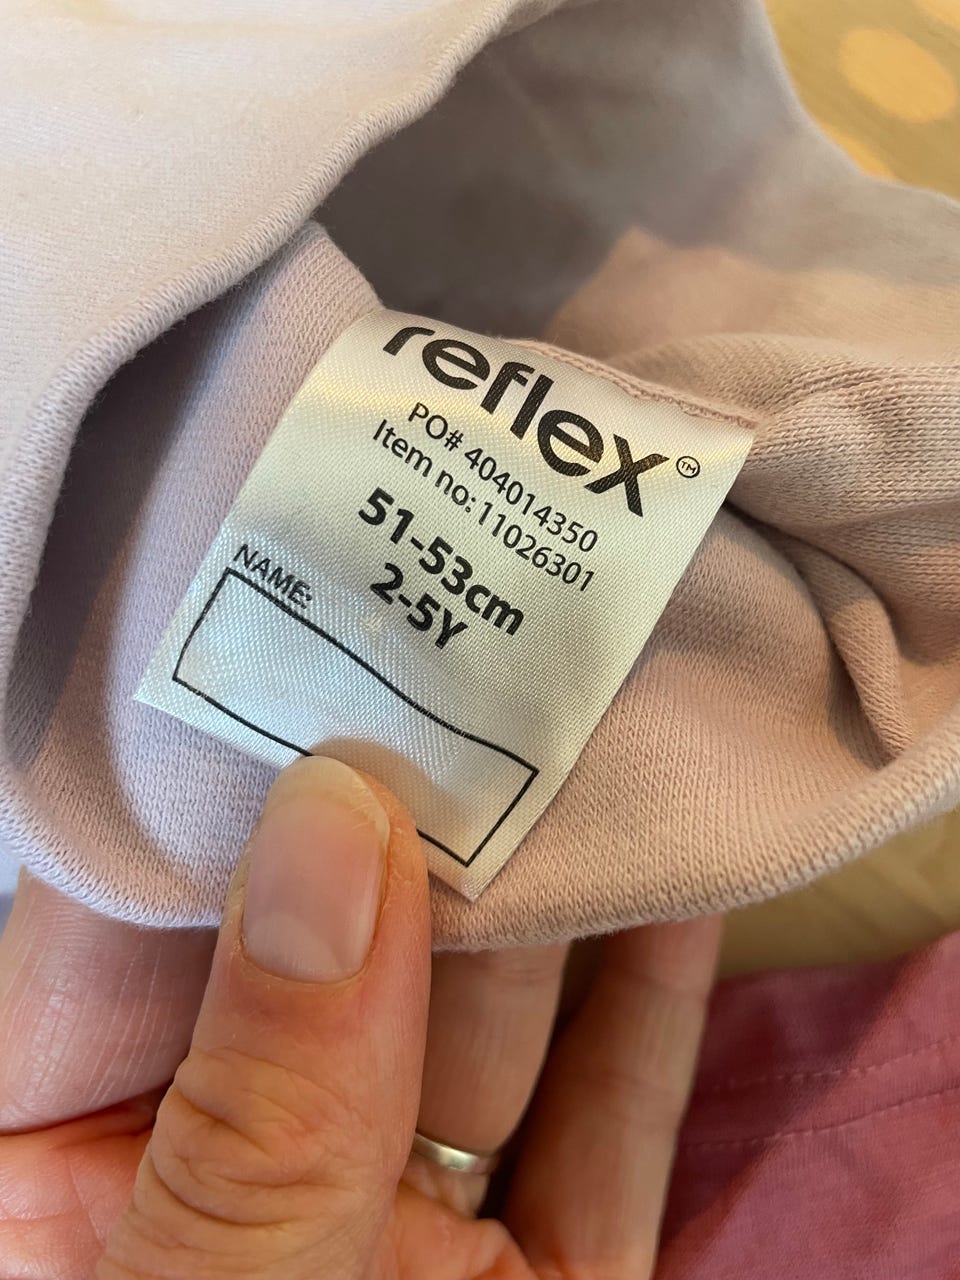 reflex™
PO# 404014350
Item no: 11026301
51-53cm
2-5Y
NAME: